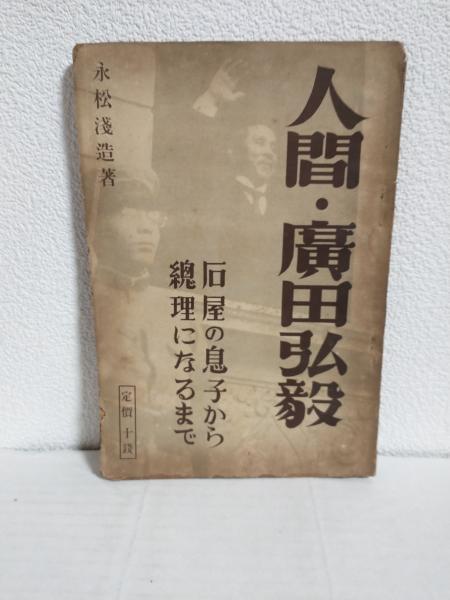 人間・廣田弘毅
石屋の息子から
總理になるまで
永松淺造著
定價十錢